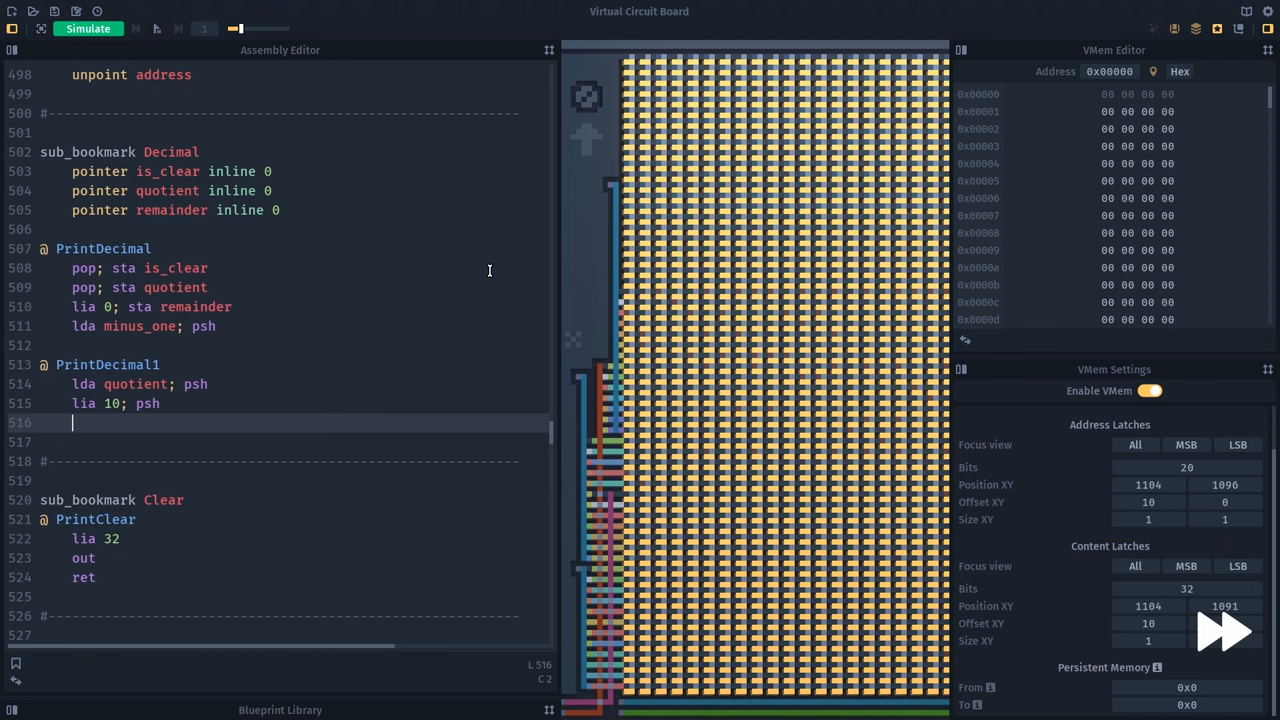 Virtual Circuit Board
Simulate
1
Assembly Editor
498 unpoint address
499
500 #-----------------------------------------------------------
501
502 sub_bookmark Decimal
503 pointer is_clear inline 0
504 pointer quotient inline 0
505 pointer remainder inline 0
506
507 @ PrintDecimal
508 pop; sta is_clear
509 pop; sta quotient
510 lia 0; sta remainder
511 lda minus_one; psh
512
513 @ PrintDecimal1
514 lda quotient; psh
515 lia 10; psh
516
517
518 #-----------------------------------------------------------
519
520 sub_bookmark Clear
521 @ PrintClear
522 lia 32
523 out
524 ret
525
526 #-----------------------------------------------------------
527
L 516
C 2
Blueprint Library
VMem Editor
Address 0x00000 Hex
0x00000 00 00 00 00
0x00001 00 00 00 00
0x00002 00 00 00 00
0x00003 00 00 00 00
0x00004 00 00 00 00
0x00005 00 00 00 00
0x00006 00 00 00 00
0x00007 00 00 00 00
0x00008 00 00 00 00
0x00009 00 00 00 00
0x0000a 00 00 00 00
0x0000b 00 00 00 00
0x0000c 00 00 00 00
0x0000d 00 00 00 00
VMem Settings
Enable VMem
Address Latches
Focus view All MSB LSB
Bits 20
Position XY 1104 1096
Offset XY 10 0
Size XY 1 1
Content Latches
Focus view All MSB LSB
Bits 32
Position XY 1104 1091
Offset XY 10
Size XY 1
Persistent Memory
From 0x0
To 0x0